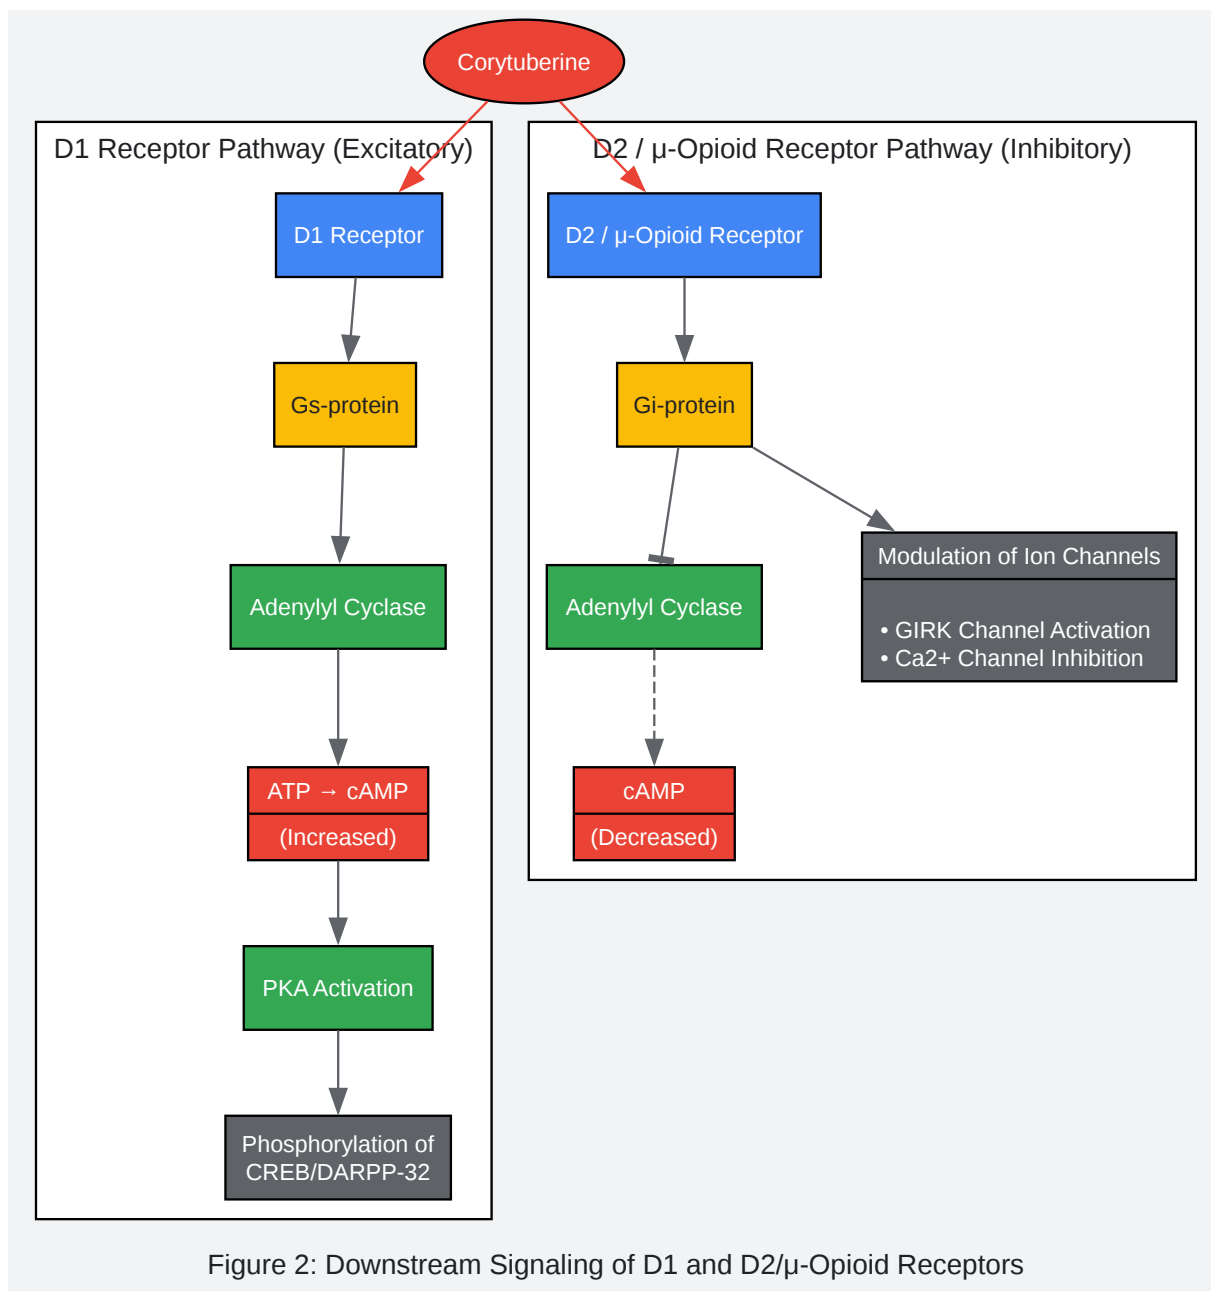 Corytuberine
D1 Receptor Pathway (Excitatory)
D1 Receptor
Gs-protein
Adenylyl Cyclase
ATP → cAMP
(Increased)
PKA Activation
Phosphorylation of
CREB/DARPP-32
D2 / μ-Opioid Receptor Pathway (Inhibitory)
D2 / μ-Opioid Receptor
Gi-protein
Adenylyl Cyclase
cAMP
(Decreased)
Modulation of Ion Channels
• GIRK Channel Activation
• Ca2+ Channel Inhibition
Figure 2: Downstream Signaling of D1 and D2/μ-Opioid Receptors